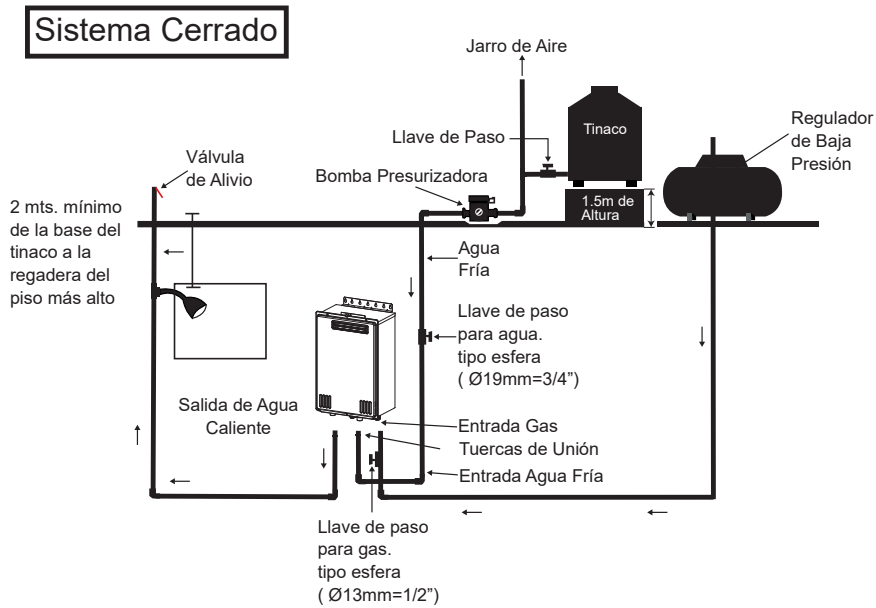 Sistema Cerrado
Jarro de Aire
Tinaco
Regulador
de Baja
Presión
Llave de Paso
Válvula
de Alivio
Bomba Presurizadora
1.5m de
Altura
2 mts. mínimo
de la base del
tinaco a la
regadera del
piso más alto
Agua
Fría
Llave de paso
para agua.
tipo esfera
( Ø19mm=3/4”)
Salida de Agua
Caliente
Entrada Gas
Tuercas de Unión
Entrada Agua Fría
Llave de paso
para gas.
tipo esfera
( Ø13mm=1/2”)